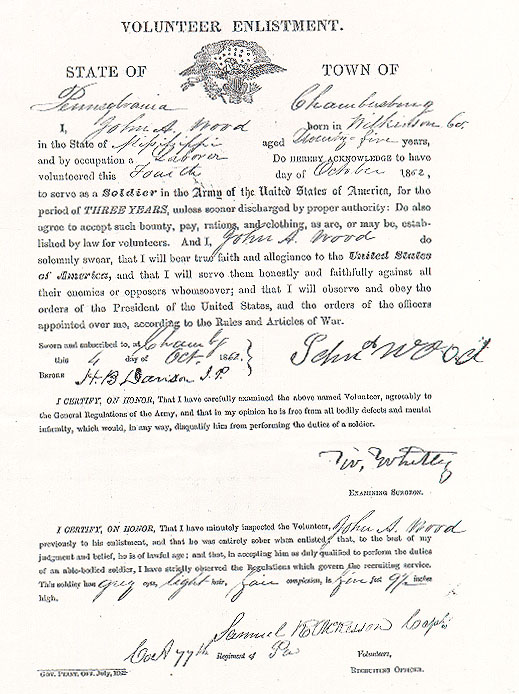 VOLUNTEER ENLISTMENT.
STATE OF TOWN OF
Pennsylvania Chambersburg
I, John A. Wood born in Wilkinson Co.
in the State of Mississippi aged Twenty-five years,
and by occupation a Laborer Do HEREBY ACKNOWLEDGE to have
volunteered this Fourth day of October 1862,
to serve as a Soldier in the Army of the United States of America, for the
period of THREE YEARS, unless sooner discharged by proper authority: Do also
agree to accept such bounty, pay, rations, and clothing, as are, or may be, estab-
lished by law for volunteers. And I, John A. Wood do
solemnly swear, that I will bear true faith and allegiance to the United States
of America, and that I will serve them honestly and faithfully against all
their enemies or opposers whomsoever; and that I will observe and obey the
orders of the President of the United States, and the orders of the officers
appointed over me, according to the Rules and Articles of War.
Sworn and subscribed to, at Chambg
this 4 day of Oct. 1862.
BEFORE H. B. Davison J.P.
John A Wood
I CERTIFY, ON HONOR, That I have carefully examined the above named Volunteer, agreeably to
the General Regulations of the Army, and that in my opinion he is free from all bodily defects and mental
infirmity, which would, in any way, disqualify him from performing the duties of a soldier.
EXAMINING SURGEON.
I CERTIFY, ON HONOR, That I have minutely inspected the Volunteer, John A. Wood
previously to his enlistment, and that he was entirely sober when enlisted; that, to the best of my
judgment and belief, he is of lawful age; and that, in accepting him as duly qualified to perform the duties
of an able-bodied soldier, I have strictly observed the Regulations which govern the recruiting service.
This soldier has grey eyes, light hair, fair complexion, is five feet 9½ inches
high.
Samuel R. McKesson Capt
Co A 77th Regiment of Pa Volunteers,
RECRUITING OFFICER.
GOV. PRINT. OFF. July, 1862